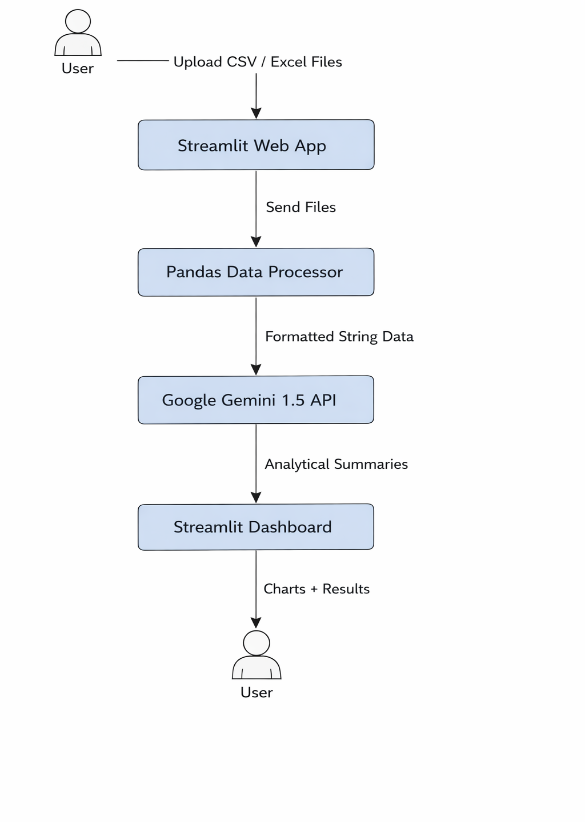 User
Upload CSV / Excel Files
Streamlit Web App
Send Files
Pandas Data Processor
Formatted String Data
Google Gemini 1.5 API
Analytical Summaries
Streamlit Dashboard
Charts + Results
User